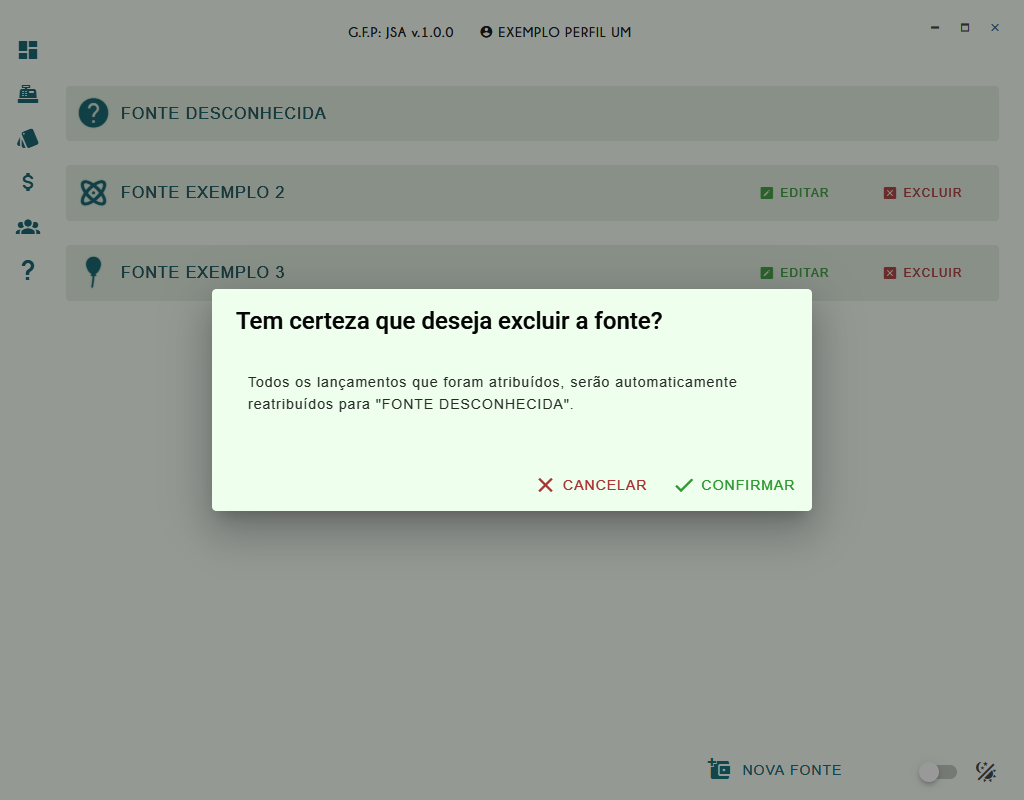 G.F.P: JSA v.1.0.0 EXEMPLO PERFIL UM
FONTE DESCONHECIDA
FONTE EXEMPLO 2 EDITAR EXCLUIR
FONTE EXEMPLO 3 EDITAR EXCLUIR
Tem certeza que deseja excluir a fonte?
Todos os lançamentos que foram atribuídos, serão automaticamente
reatribuídos para "FONTE DESCONHECIDA".
CANCELAR CONFIRMAR
NOVA FONTE